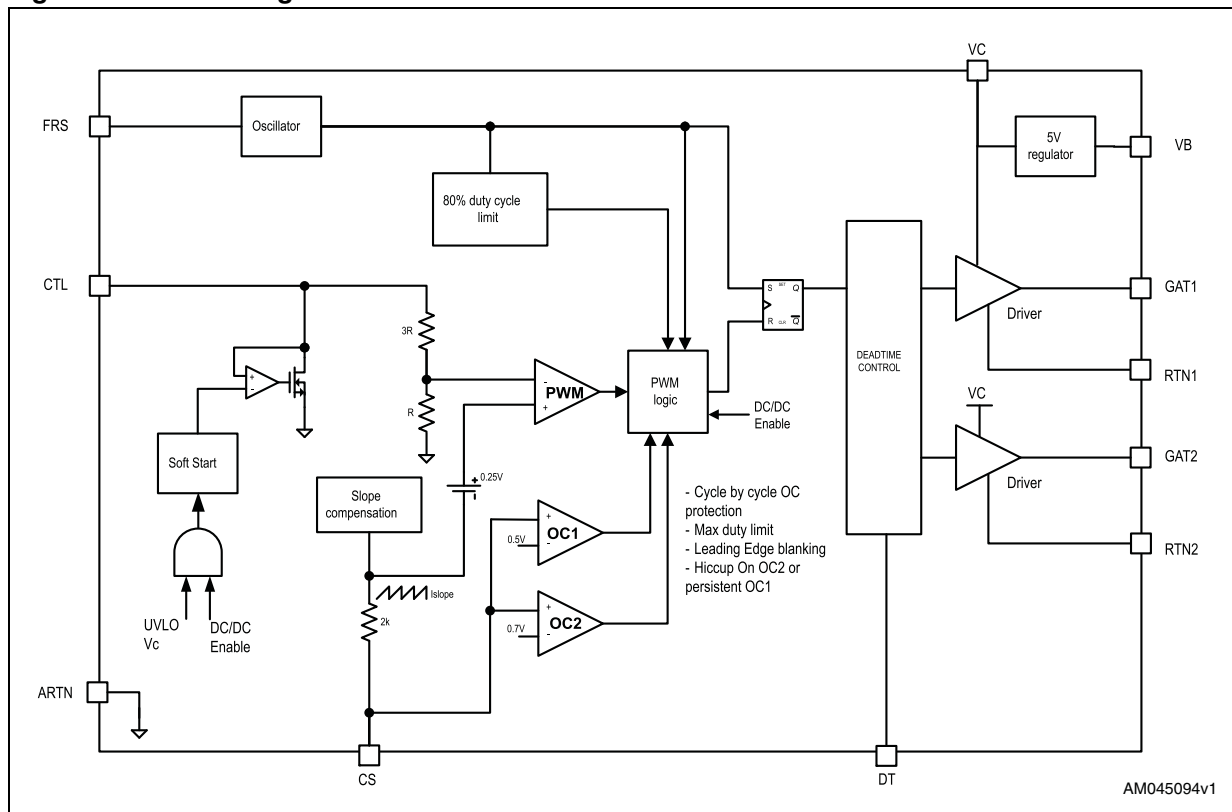 VC
FRS
Oscillator
5V
regulator
VB
80% duty cycle
limit
CTL
S SET Q
R CLR Q
GAT1
Driver
3R
DEADTIME
CONTROL
+
-
-
PWM
+
PWM
logic
RTN1
R
DC/DC
Enable
VC
Soft Start
+ 0.25V
-
GAT2
Driver
Slope
compensation
- Cycle by cycle OC
protection
- Max duty limit
- Leading Edge blanking
- Hiccup On OC2 or
persistent OC1
+
OC1
0.5V -
RTN2
Islope
2k
+
OC2
0.7V -
UVLO
Vc
DC/DC
Enable
ARTN
CS
DT
AM045094v1